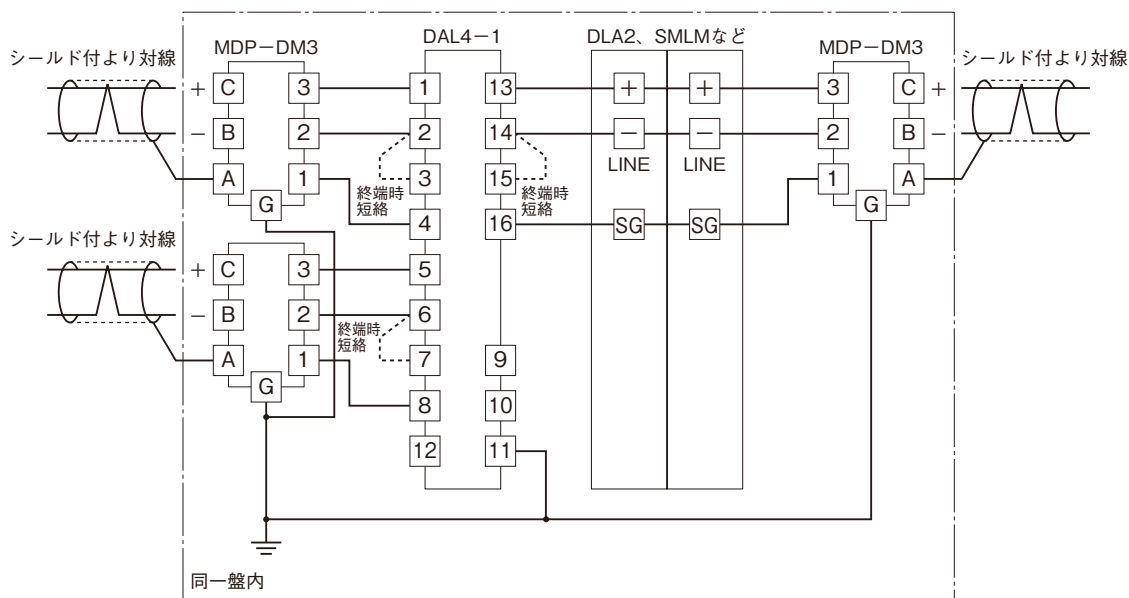 MDP−DM3
DAL4−1
DLA2、SMLMなど
MDP−DM3
シールド付より対線
シールド付より対線
+ C 3 1 13 + + 3 C +
− B 2 2 14 − − 2 B −
LINE LINE
A 1 3 15 1 A
終端時
短絡
終端時
短絡
G 4 16 SG SG G
シールド付より対線
+ C 3 5
− B 2 6
終端時
短絡
A 1 7 9
G 8 10
12 11
同一盤内